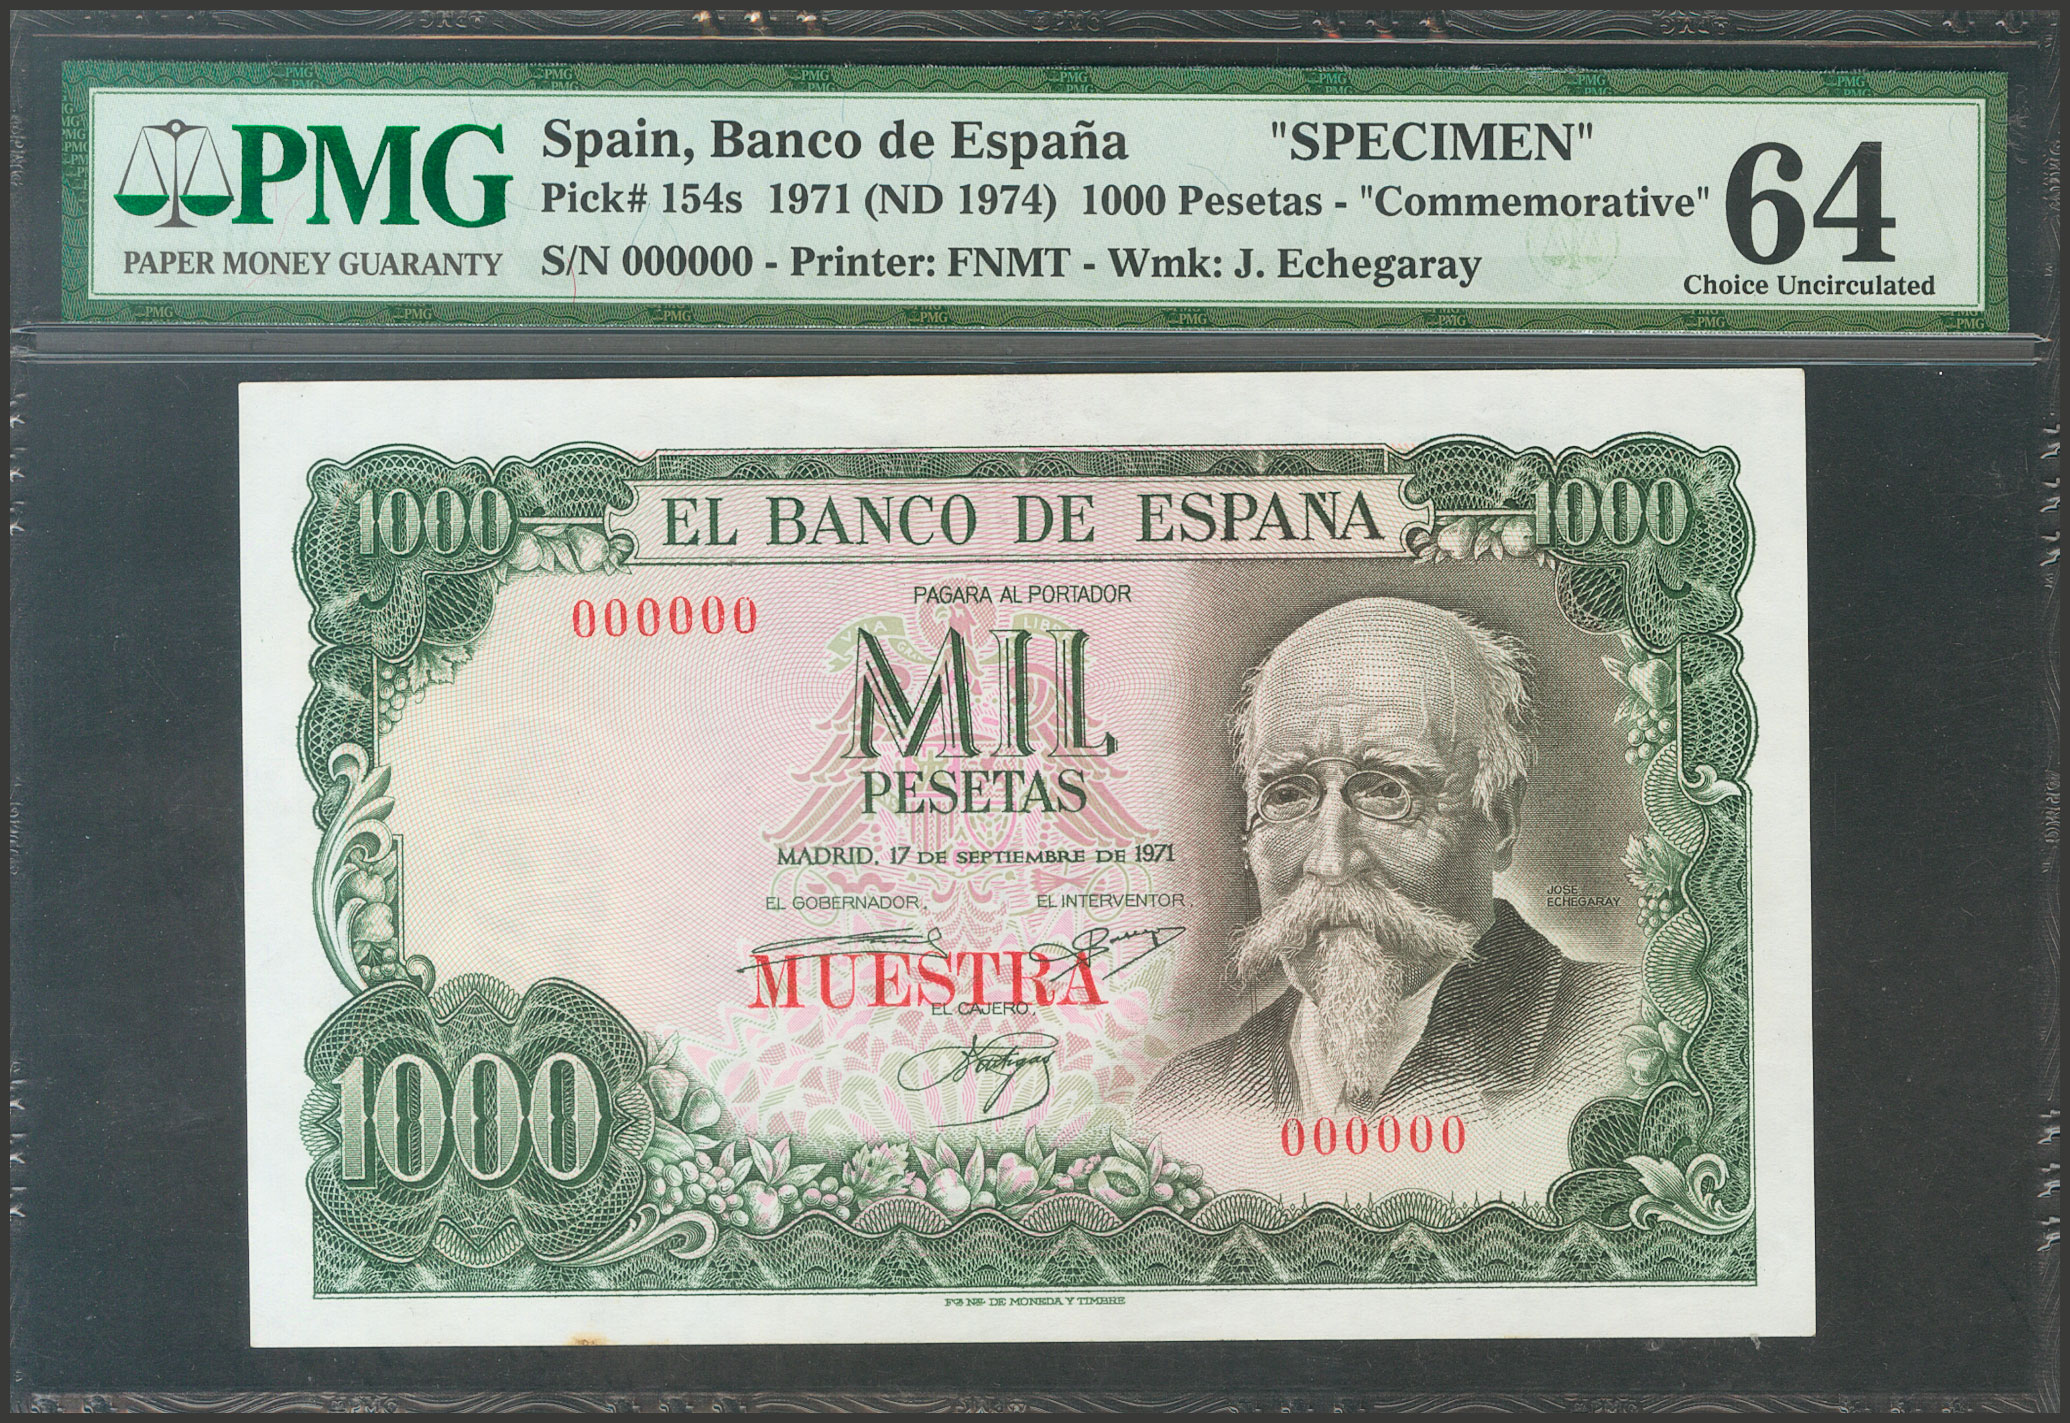 PMG
PAPER MONEY GUARANTY
Spain, Banco de España "SPECIMEN"
Pick# 154s 1971 (ND 1974) 1000 Pesetas - "Commemorative"
S/N 000000 - Printer: FNMT - Wmk: J. Echegaray
64
Choice Uncirculated
1000
EL BANCO DE ESPAÑA
1000
PAGARA AL PORTADOR
000000
MIL
PESETAS
MADRID, 17 DE SEPTIEMBRE DE 1971
EL GOBERNADOR,
EL INTERVENTOR,
JOSE
ECHEGARAY
MUESTRA
EL CAJERO,
1000
000000
FCA NAL DE MONEDA Y TIMBRE